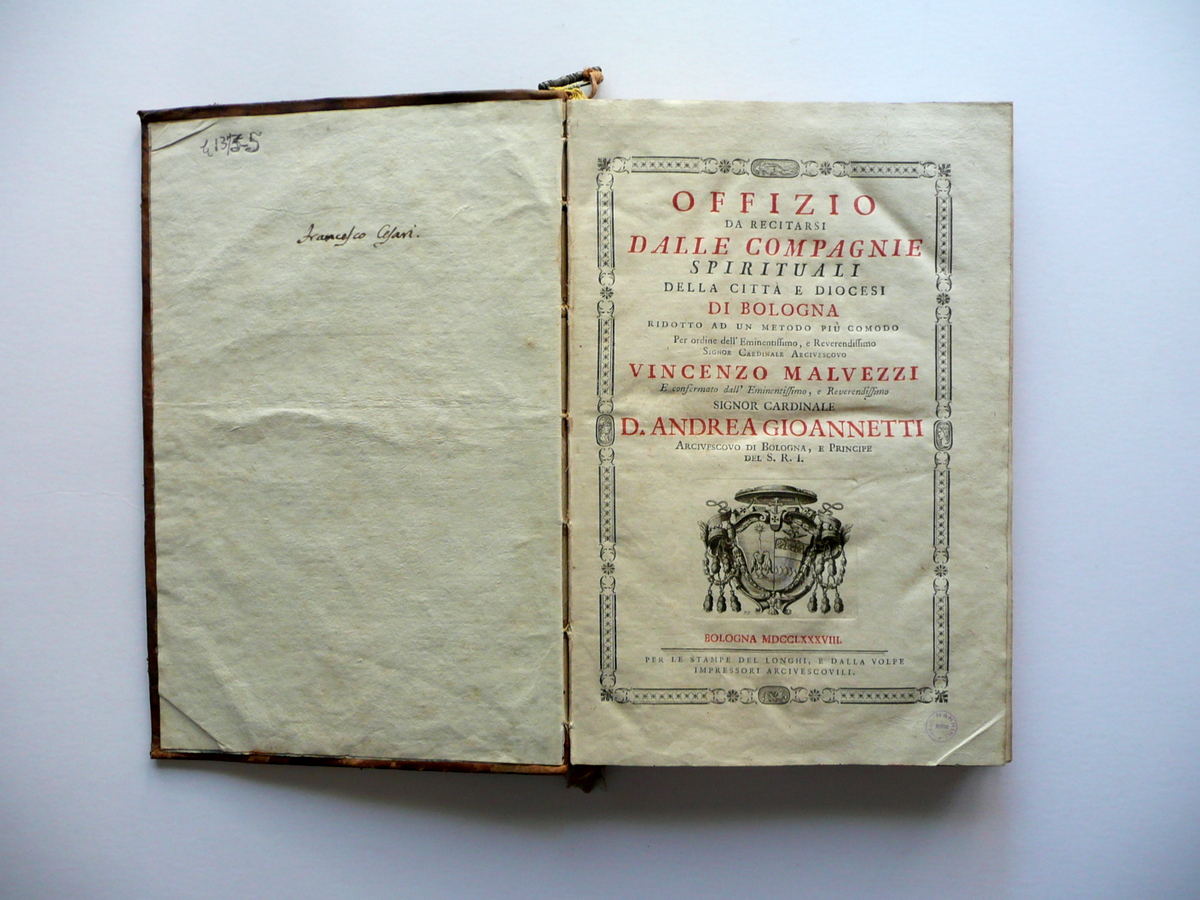 Francesco Cesari.
OFFIZIO
DA RECITARSI
DALLE COMPAGNIE
SPIRITUALI
DELLA CITTÀ E DIOCESI
DI BOLOGNA
RIDOTTO AD UN METODO PIÙ COMODO
Per ordine dell' Eminentissimo, e Reverendissimo
SIGNOR CARDINALE ARCIVESCOVO
VINCENZO MALVEZZI
E confermato dall' Eminentissimo, e Reverendissimo
SIGNOR CARDINALE
D. ANDREA GIOANNETTI
ARCIVESCOVO DI BOLOGNA, E PRINCIPE
DEL S. R. I.
BOLOGNA MDCCLXXXVIII.
PER LE STAMPE DEL LONGHI, E DALLA VOLPE
IMPRESSORI ARCIVESCOVILI.